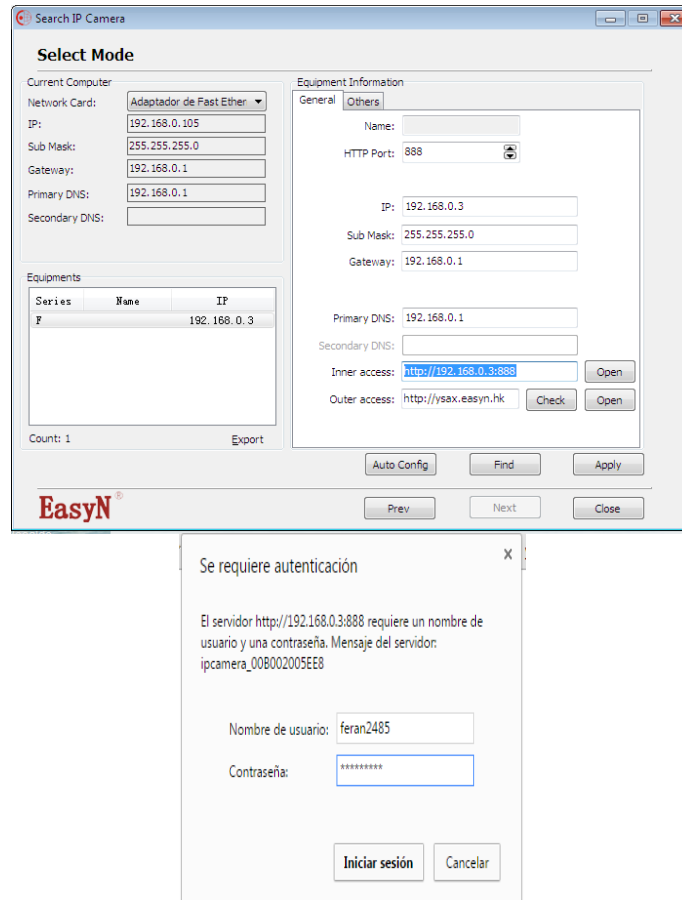 Search IP Camera
Select Mode
Current Computer
Network Card: Adaptador de Fast Ether
IP: 192.168.0.105
Sub Mask: 255.255.255.0
Gateway: 192.168.0.1
Primary DNS: 192.168.0.1
Secondary DNS:
Equipments
Series Name IP
F 192.168.0.3
Count: 1 Export
Equipment Information
General Others
Name:
HTTP Port: 888
IP: 192.168.0.3
Sub Mask: 255.255.255.0
Gateway: 192.168.0.1
Primary DNS: 192.168.0.1
Secondary DNS:
Inner access: http://192.168.0.3:888 Open
Outer access: http://ysax.easyn.hk Check Open
Auto Config Find Apply
EasyN® Prev Next Close
Se requiere autenticación x
El servidor http://192.168.0.3:888 requiere un nombre de
usuario y una contraseña. Mensaje del servidor:
ipcamera_00B002005EE8
Nombre de usuario: feran2485
Contraseña: *********
Iniciar sesión Cancelar